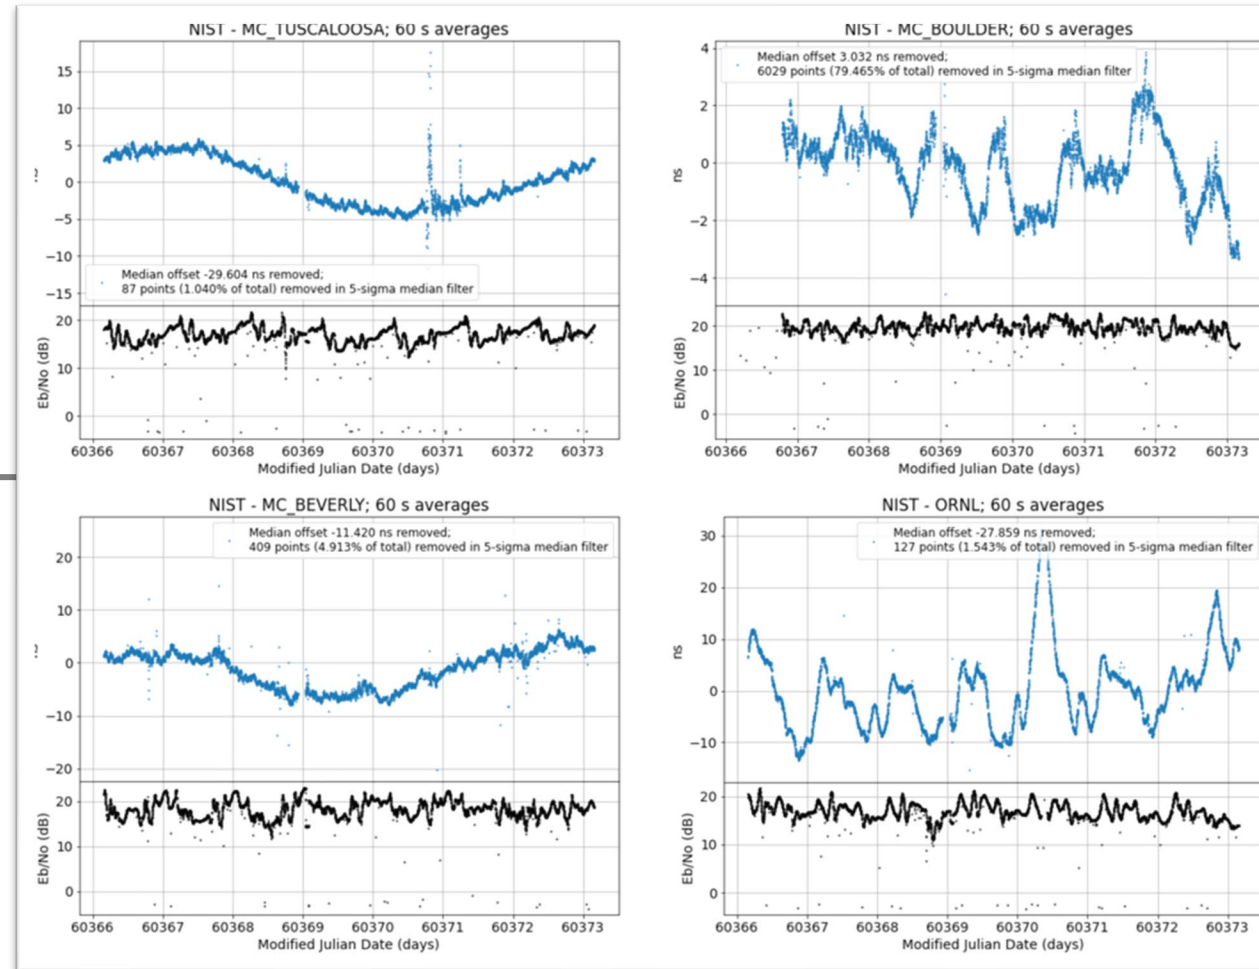 NIST - MC_TUSCALOOSA; 60 s averages
15
10
5
0
−5
−10
−15
Median offset -29.604 ns removed;
87 points (1.040% of total) removed in 5-sigma median filter
20
10
0
Eb/No (dB)
60366 60367 60368 60369 60370 60371 60372 60373
Modified Julian Date (days)
NIST - MC_BOULDER; 60 s averages
Median offset 3.032 ns removed;
6029 points (79.465% of total) removed in 5-sigma median filter
4
2
0
−2
−4
ns
20
10
0
Eb/No (dB)
60366 60367 60368 60369 60370 60371 60372 60373
Modified Julian Date (days)
NIST - MC_BEVERLY; 60 s averages
Median offset -11.420 ns removed;
409 points (4.913% of total) removed in 5-sigma median filter
20
10
0
−10
−20
20
10
0
Eb/No (dB)
60366 60367 60368 60369 60370 60371 60372 60373
Modified Julian Date (days)
NIST - ORNL; 60 s averages
Median offset -27.859 ns removed;
127 points (1.543% of total) removed in 5-sigma median filter
30
20
10
0
−10
ns
20
10
0
Eb/No (dB)
60366 60367 60368 60369 60370 60371 60372 60373
Modified Julian Date (days)